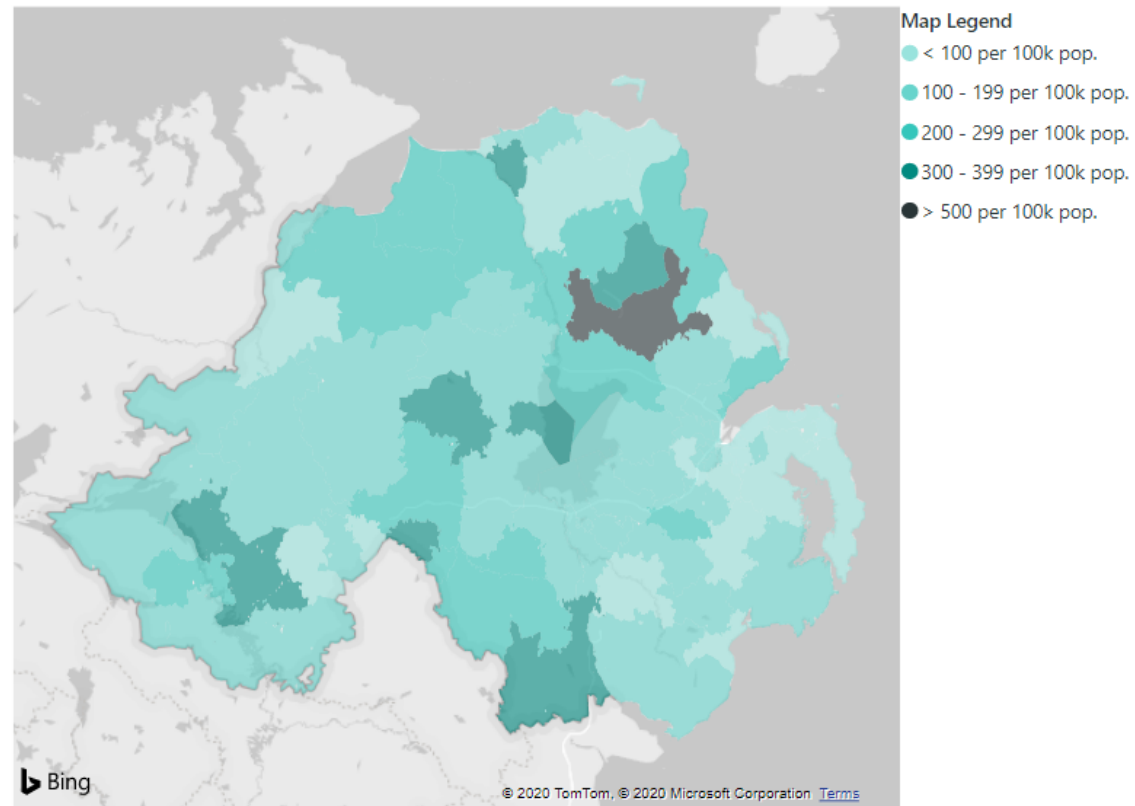 Map Legend
< 100 per 100k pop.
100 - 199 per 100k pop.
200 - 299 per 100k pop.
300 - 399 per 100k pop.
> 500 per 100k pop.
Bing
© 2020 TomTom, © 2020 Microsoft Corporation Terms